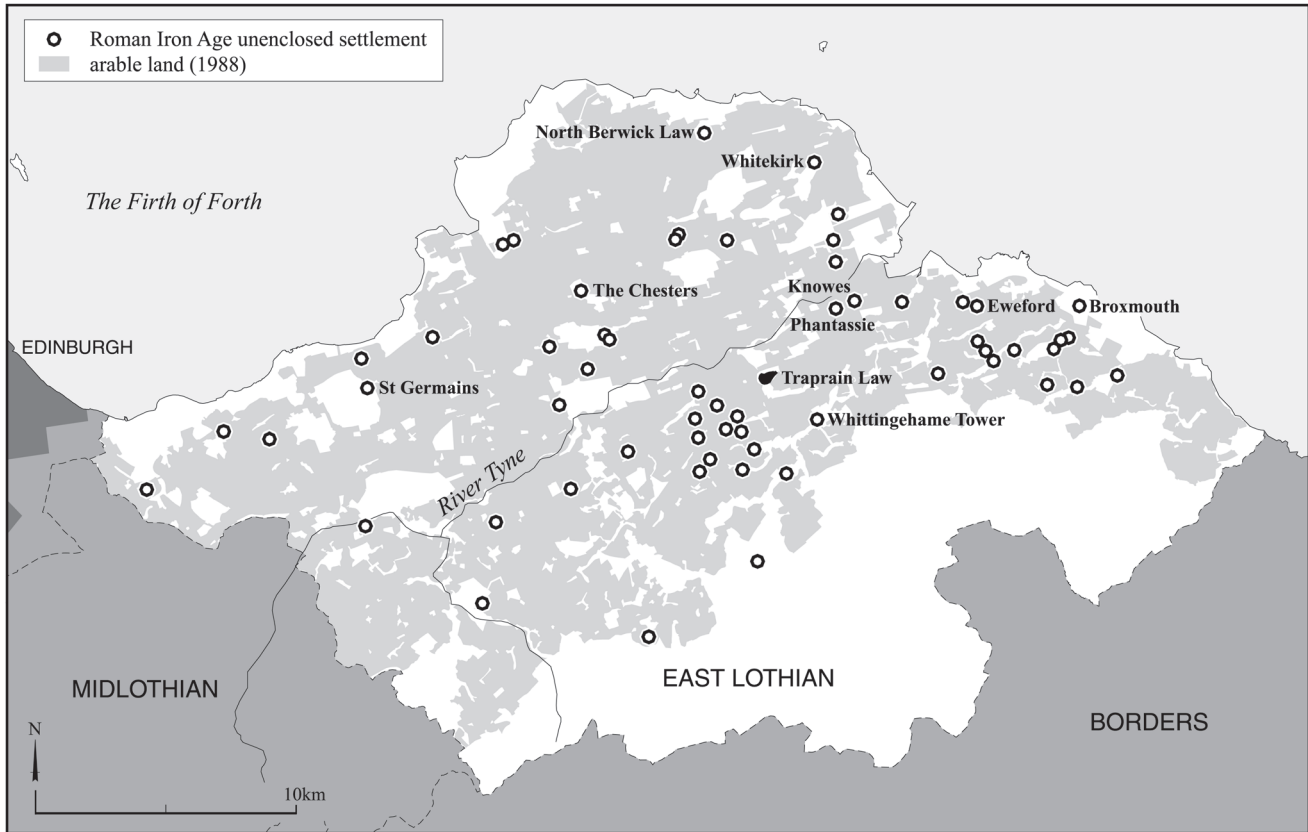 Roman Iron Age unenclosed settlement
arable land (1988)
North Berwick Law
Whitekirk
The Firth of Forth
The Chesters
Knowes
Phantassie
Eweford
Broxmouth
EDINBURGH
St Germains
Traprain Law
Whittingehame Tower
River Tyne
MIDLOTHIAN
EAST LOTHIAN
BORDERS
N
10km